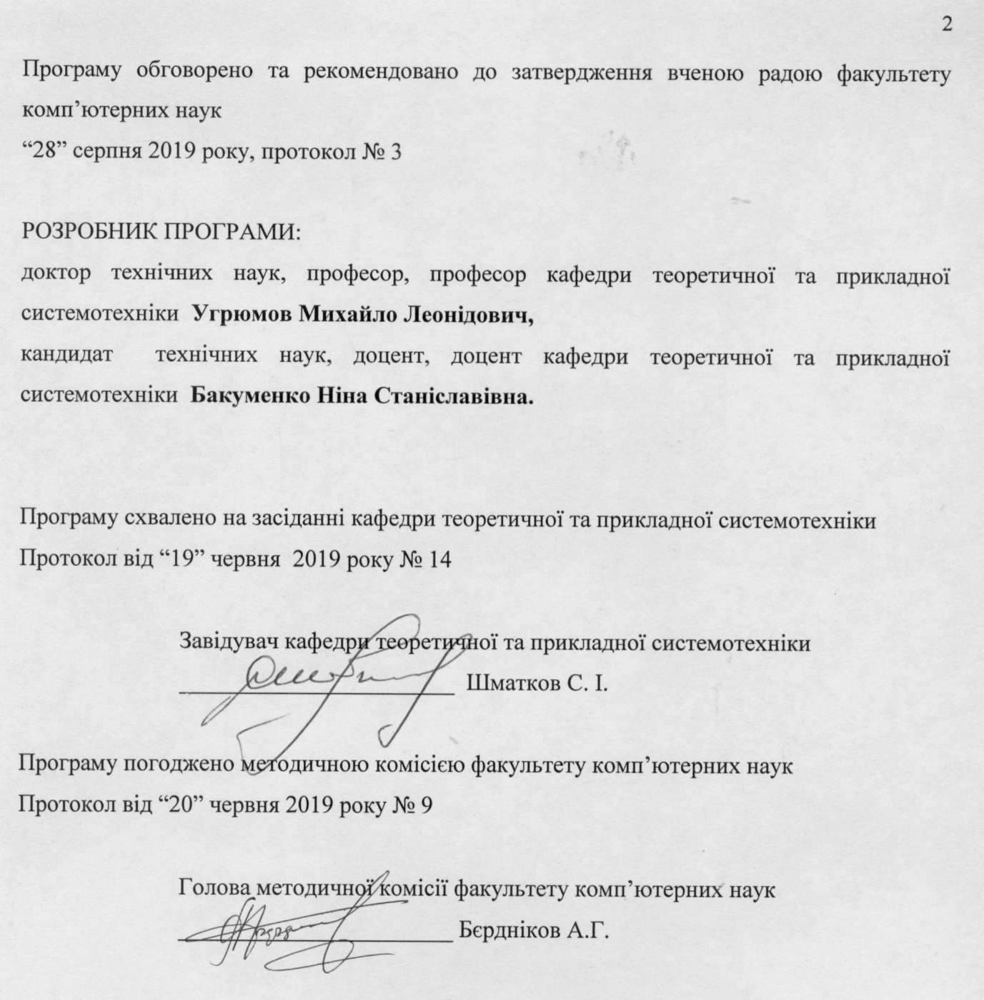 2
Програму обговорено та рекомендовано до затвердження вченою радою факультету
комп’ютерних наук
“28” серпня 2019 року, протокол № 3
РОЗРОБНИК ПРОГРАМИ:
доктор технічних наук, професор, професор кафедри теоретичної та прикладної
системотехніки Угрюмов Михайло Леонідович,
кандидат технічних наук, доцент, доцент кафедри теоретичної та прикладної
системотехніки Бакуменко Ніна Станіславівна.
Програму схвалено на засіданні кафедри теоретичної та прикладної системотехніки
Протокол від “19” червня 2019 року № 14
Завідувач кафедри теоретичної та прикладної системотехніки
Шматков С. І.
Програму погоджено методичною комісією факультету комп’ютерних наук
Протокол від “20” червня 2019 року № 9
Голова методичної комісії факультету комп’ютерних наук
Бєрдніков А.Г.